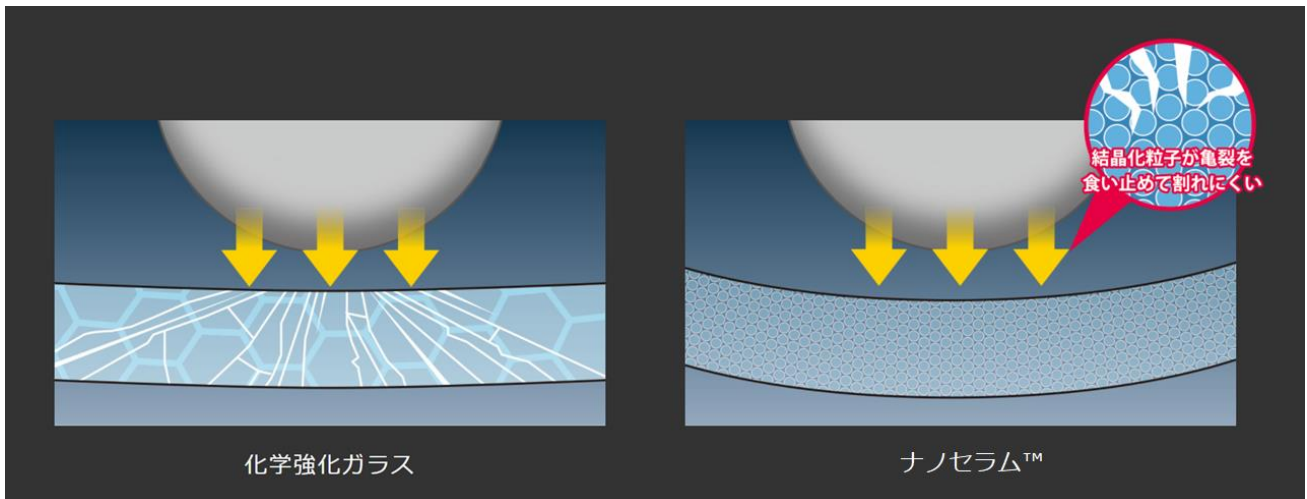 結晶化粒子が亀裂を
食い止めて割れにくい
化学強化ガラス
ナノセラム™